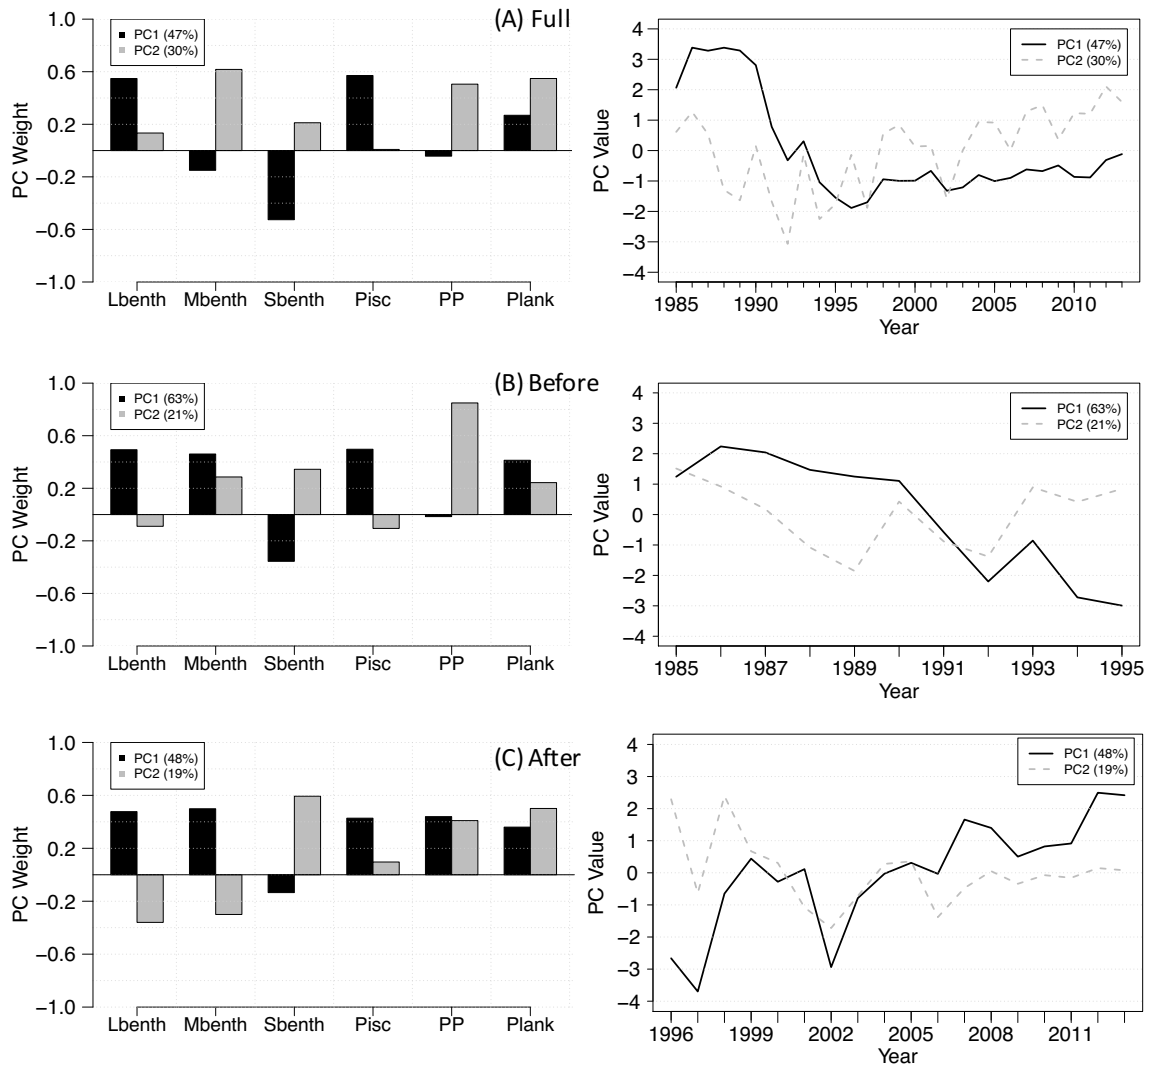 (A) Full
PC Weight
1.0
0.6
0.2
−0.2
−0.6
−1.0
PC1 (47%)
PC2 (30%)
Lbenth Mbenth Sbenth Pisc PP Plank
PC Value
4
3
2
1
0
−1
−2
−3
−4
PC1 (47%)
PC2 (30%)
1985 1990 1995 2000 2005 2010
Year
(B) Before
PC Weight
1.0
0.6
0.2
−0.2
−0.6
−1.0
PC1 (63%)
PC2 (21%)
Lbenth Mbenth Sbenth Pisc PP Plank
PC Value
4
3
2
1
0
−1
−2
−3
−4
PC1 (63%)
PC2 (21%)
1985 1987 1989 1991 1993 1995
Year
(C) After
PC Weight
1.0
0.6
0.2
−0.2
−0.6
−1.0
PC1 (48%)
PC2 (19%)
Lbenth Mbenth Sbenth Pisc PP Plank
PC Value
4
3
2
1
0
−1
−2
−3
−4
PC1 (48%)
PC2 (19%)
1996 1999 2002 2005 2008 2011
Year